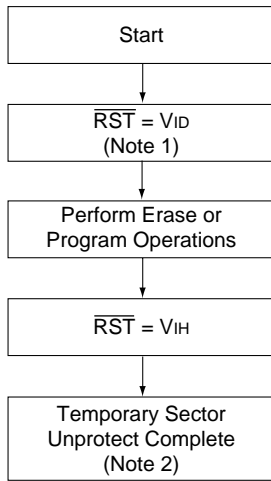 Start
RST = VID
(Note 1)
Perform Erase or
Program Operations
RST = VIH
Temporary Sector
Unprotect Complete
(Note 2)